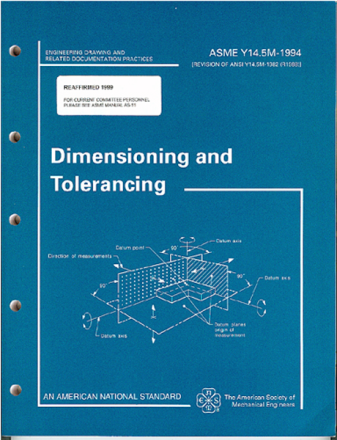 ENGINEERING DRAWING AND
RELATED DOCUMENTATION PRACTICES
ASME Y14.5M-1994
[REVISION OF ANSI Y14.5M-1982 (R1988)]
REAFFIRMED 1999
FOR CURRENT COMMITTEE PERSONNEL
PLEASE SEE ASME MANUAL AS-11
Dimensioning and
Tolerancing
Datum axis
Datum point
90°
Direction of measurements
90°
Datum axis
90°
Datum planes
origin of
measurement
Datum axis
AN AMERICAN NATIONAL STANDARD
The American Society of
Mechanical Engineers